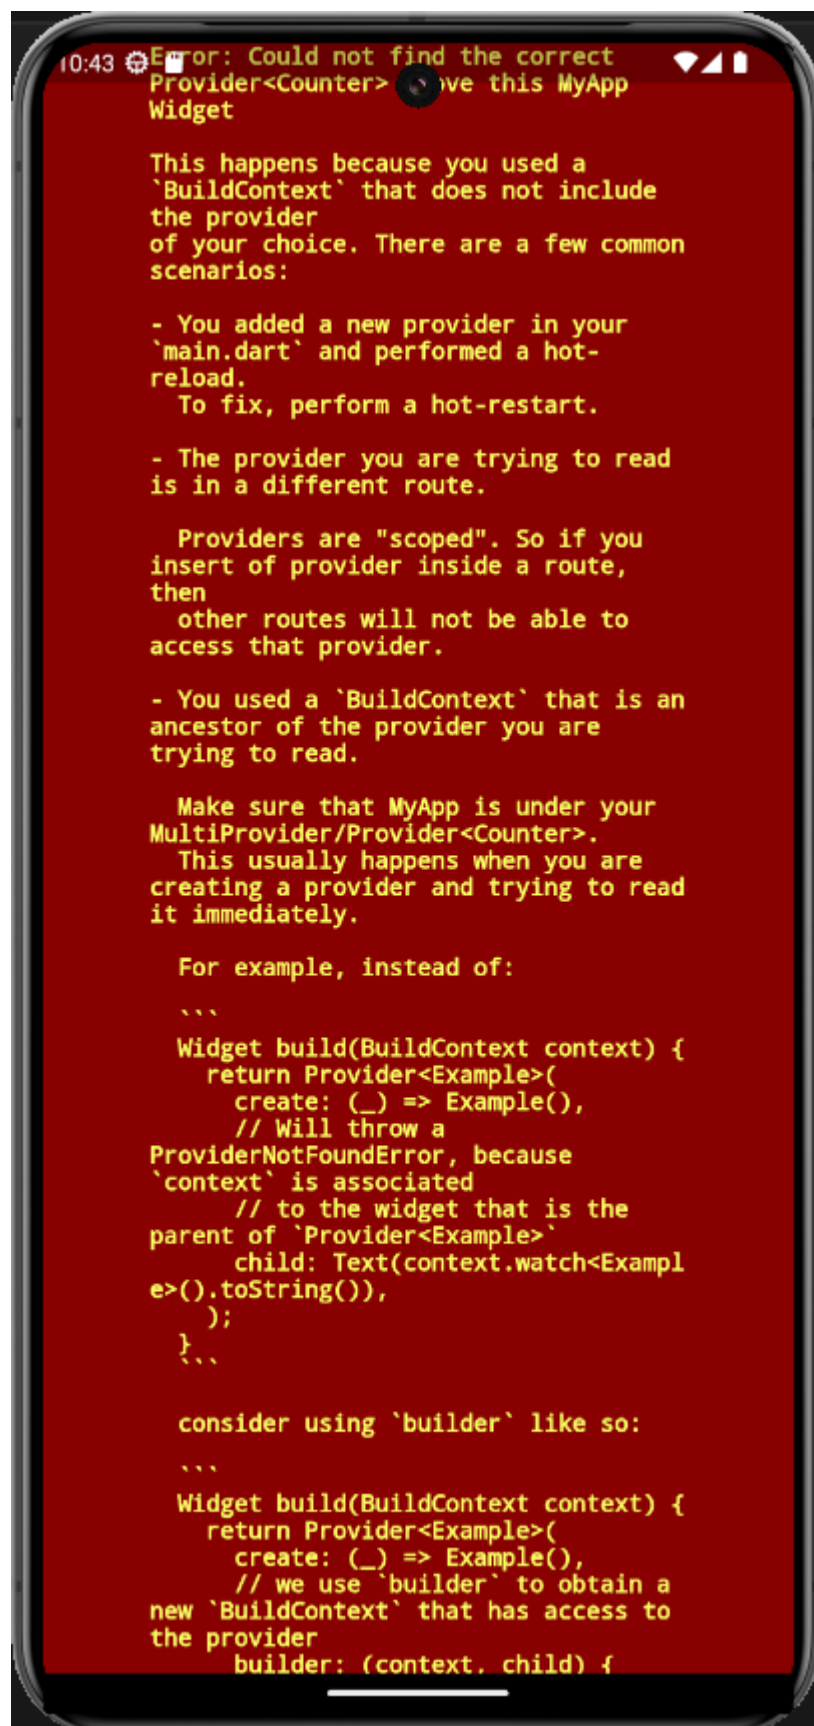 10:43
Error: Could not find the correct
Provider<Counter> ove this MyApp
Widget
This happens because you used a
`BuildContext` that does not include
the provider
of your choice. There are a few common
scenarios:
- You added a new provider in your
`main.dart` and performed a hot-
reload.
To fix, perform a hot-restart.
- The provider you are trying to read
is in a different route.
Providers are "scoped". So if you
insert of provider inside a route,
then
other routes will not be able to
access that provider.
- You used a `BuildContext` that is an
ancestor of the provider you are
trying to read.
Make sure that MyApp is under your
MultiProvider/Provider<Counter>.
This usually happens when you are
creating a provider and trying to read
it immediately.
For example, instead of:
```
Widget build(BuildContext context) {
return Provider<Example>(
create: (_) => Example(),
// Will throw a
ProviderNotFoundError, because
`context` is associated
// to the widget that is the
parent of `Provider<Example>`
child: Text(context.watch<Exampl
e>().toString()),
);
}
```
consider using `builder` like so:
```
Widget build(BuildContext context) {
return Provider<Example>(
create: (_) => Example(),
// we use `builder` to obtain a
new `BuildContext` that has access to
the provider
builder: (context, child) {